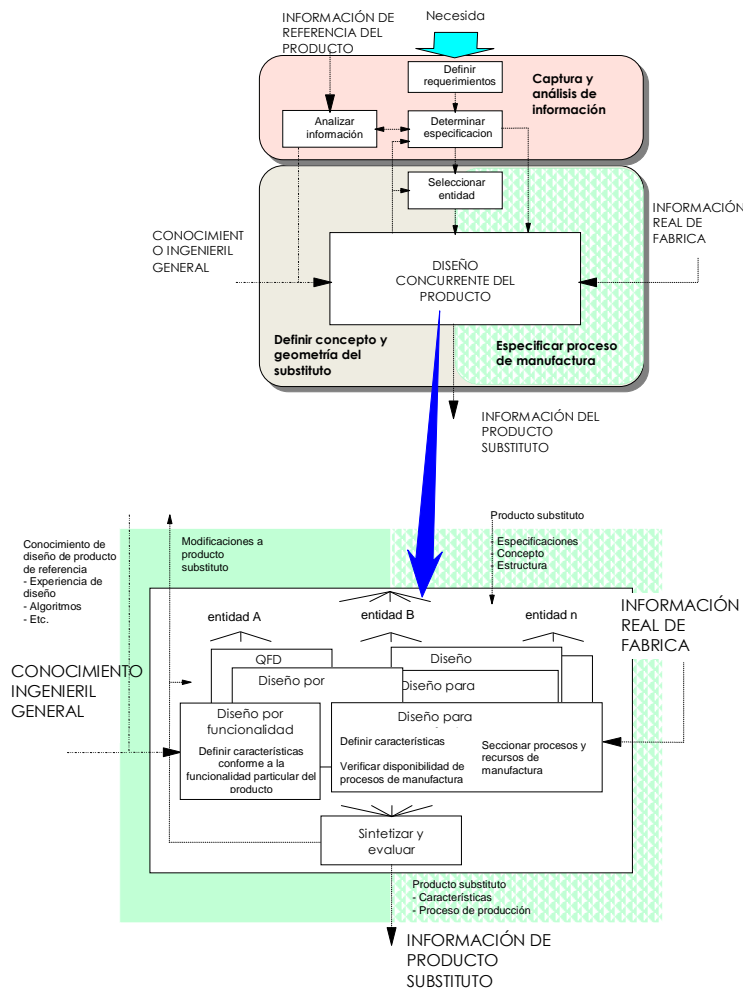 INFORMACIÓN DE
REFERENCIA DEL
PRODUCTO
Necesida
Definir
requerimientos
Captura y
análisis de
información
Analizar
información
Determinar
especificacion
Seleccionar
entidad
CONOCIMIENT
O INGENIERIL
GENERAL
INFORMACIÓN
REAL DE
FABRICA
DISEÑO
CONCURRENTE DEL
PRODUCTO
Definir concepto y
geometría del
substituto
Especificar proceso
de manufactura
INFORMACIÓN DEL
PRODUCTO
SUBSTITUTO
Conocimiento de
diseño de producto
de referencia
- Experiencia de
diseño
- Algoritmos
- Etc.
Modificaciones a
producto
substituto
Producto substituto
- Especificaciones
- Concepto
- Estructura
entidad A
entidad B
entidad n
INFORMACIÓN
REAL DE
FABRICA
CONOCIMIENTO
INGENIERIL
GENERAL
QFD
Diseño
Diseño por
Diseño para
Diseño por
funcionalidad
Definir características
conforme a la
funcionalidad particular del
producto
Diseño para
Definir características
Verificar disponibilidad de
procesos de manufactura
Seccionar procesos y
recursos de
manufactura
Sintetizar y
evaluar
Producto substituto
- Características
- Proceso de producción
INFORMACIÓN DE
PRODUCTO
SUBSTITUTO